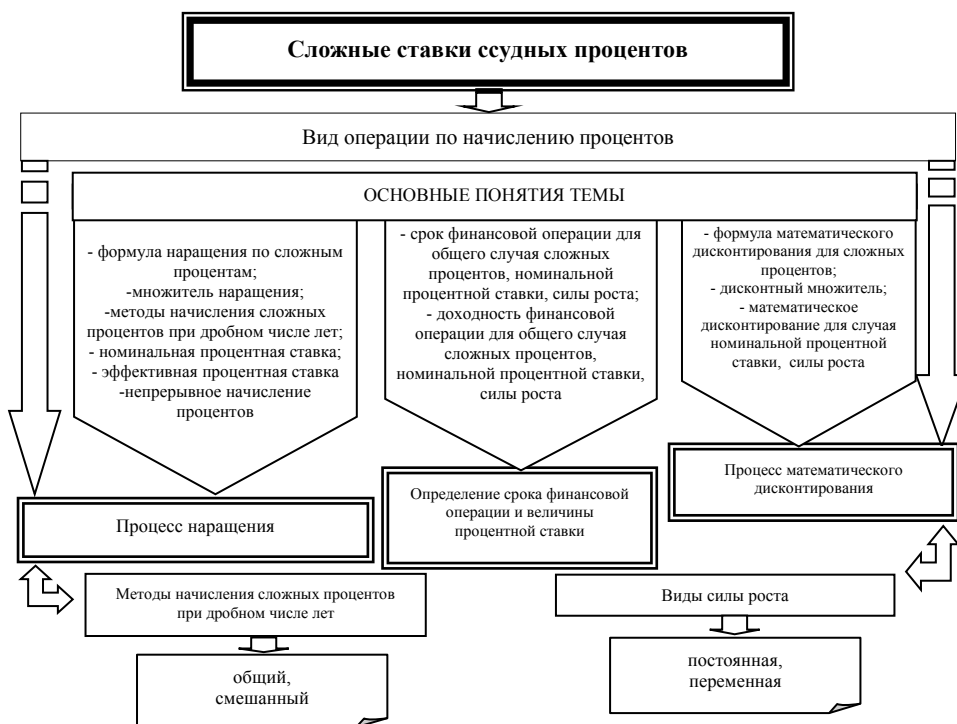 Сложные ставки ссудных процентов
Вид операции по начислению процентов
ОСНОВНЫЕ ПОНЯТИЯ ТЕМЫ
- формула наращения по сложным
процентам;
-множитель наращения;
-методы начисления сложных
процентов при дробном числе лет;
- номинальная процентная ставка;
- эффективная процентная ставка
-непрерывное начисление
процентов
- срок финансовой операции для
общего случая сложных
процентов, номинальной
процентной ставки, силы роста;
- доходность финансовой
операции для общего случая
сложных процентов,
номинальной процентной ставки,
силы роста
- формула математического
дисконтирования для сложных
процентов;
- дисконтный множитель;
- математическое
дисконтирование для случая
номинальной процентной
ставки, силы роста
Процесс наращения
Определение срока финансовой
операции и величины
процентной ставки
Процесс математического
дисконтирования
Методы начисления сложных процентов
при дробном числе лет
Виды силы роста
общий,
смешанный
постоянная,
переменная